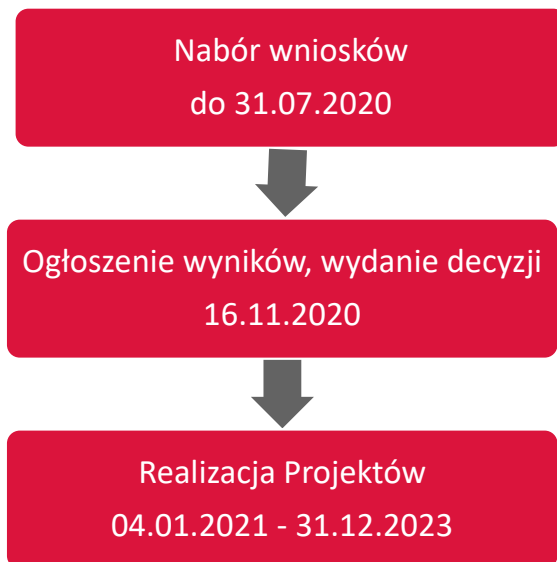 Nabór wniosków
do 31.07.2020
Ogłoszenie wyników, wydanie decyzji
16.11.2020
Realizacja Projektów
04.01.2021 - 31.12.2023